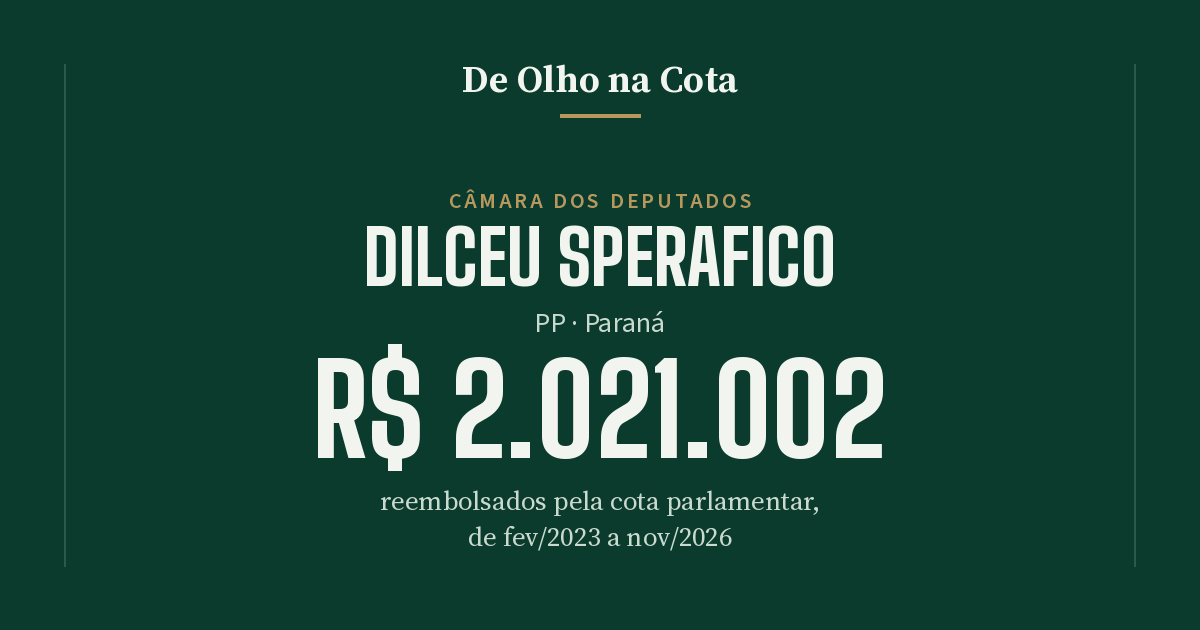 De Olho na Cota
CÂMARA DOS DEPUTADOS
DILCEU SPERAFICO
PP · Paraná
R$ 2.021.002
reembolsados pela cota parlamentar,
de fev/2023 a nov/2026